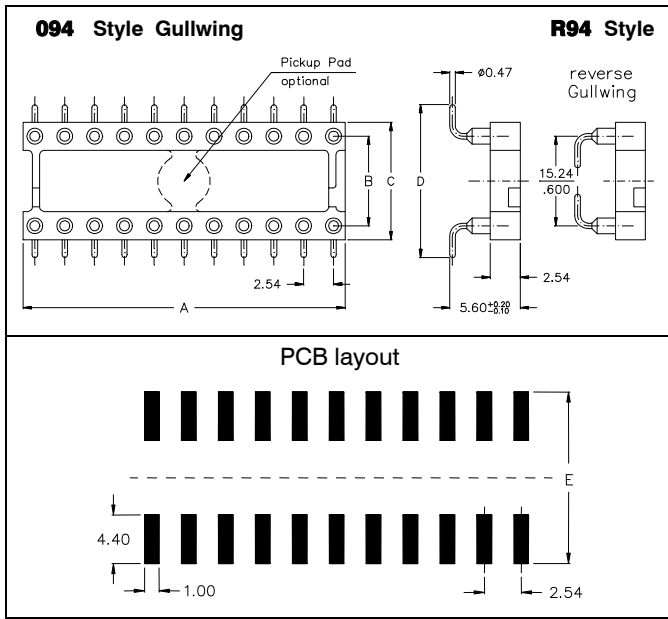 094 Style Gullwing
R94 Style
Pickup Pad
optional
ø0.47
reverse
Gullwing
B
C
D
15.24
.600
2.54
2.54
A
5.60+0.20
−0.10
PCB layout
E
4.40
1.00
2.54